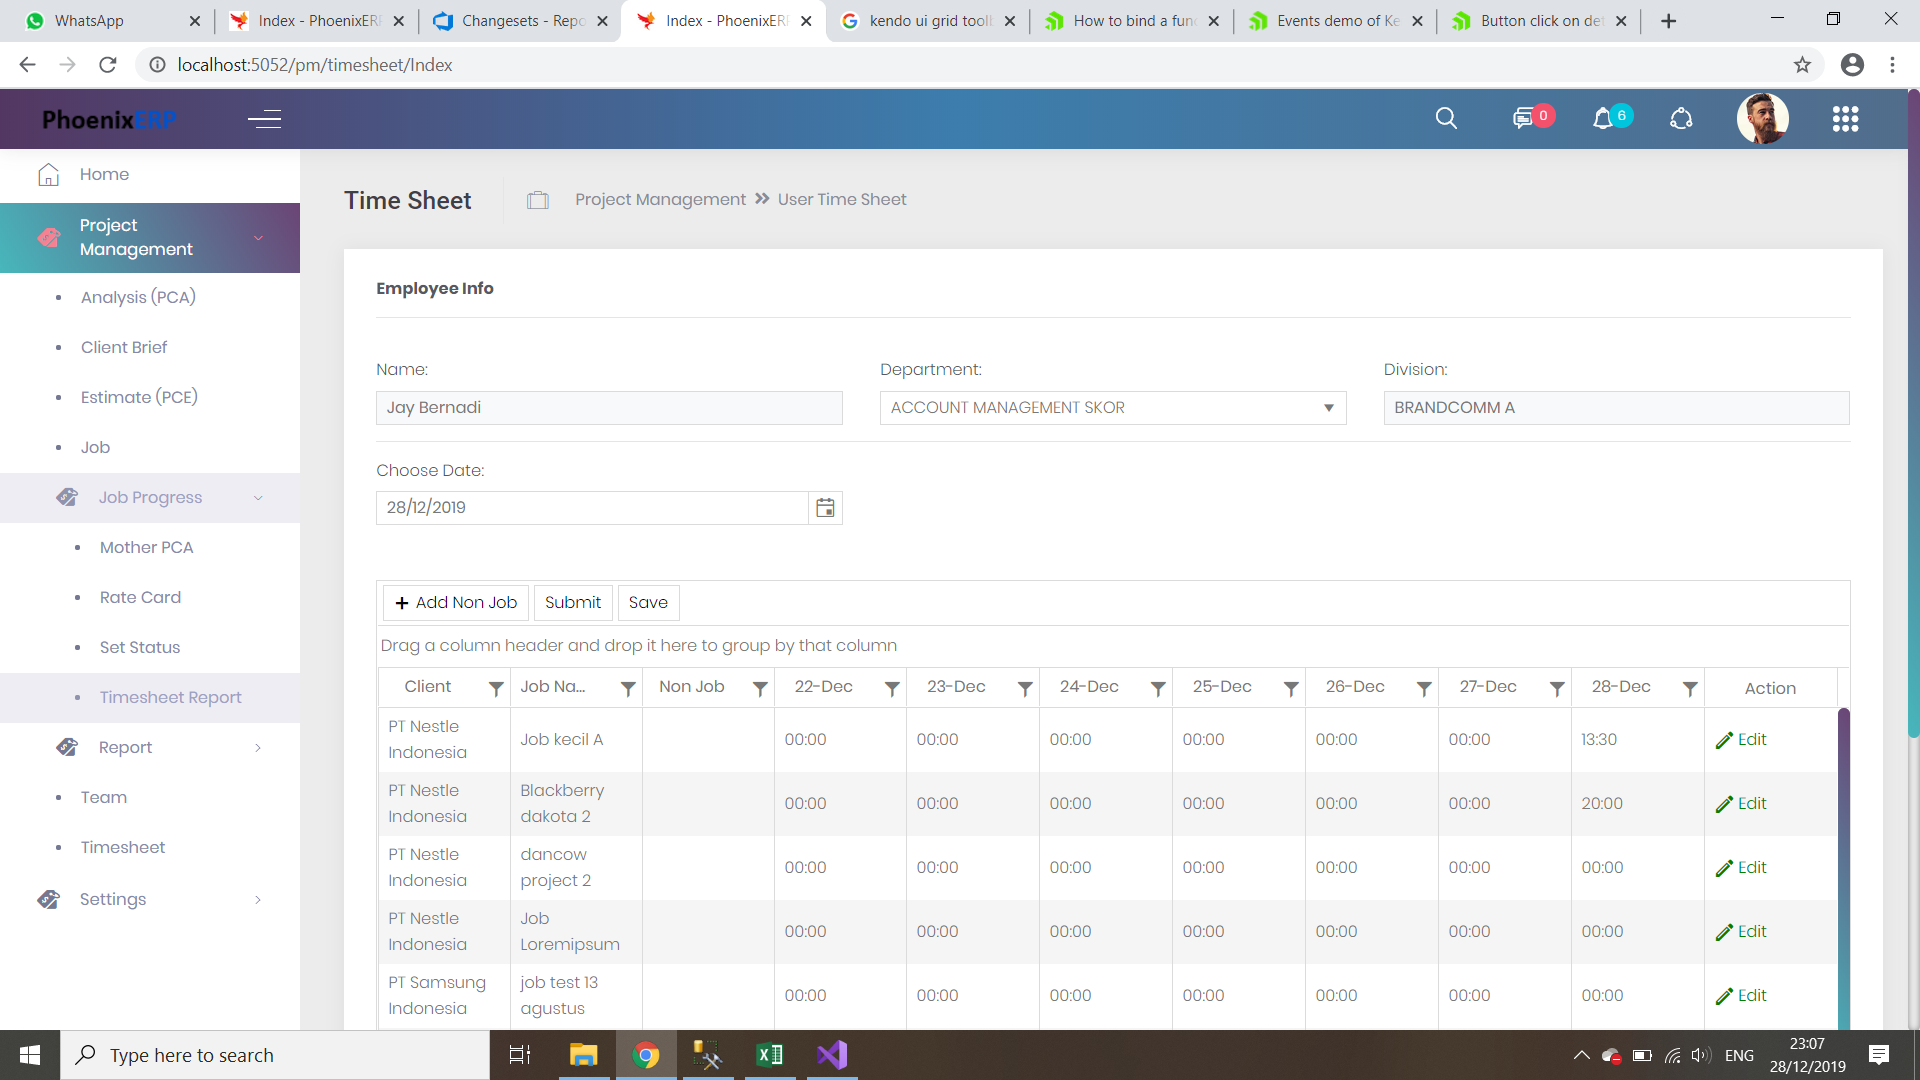 WhatsApp
Index - PhoenixERP
Changesets - Repo
Index - PhoenixERP
kendo ui grid toolb
How to bind a func
Events demo of Ke
Button click on det
localhost:5052/pm/timesheet/Index
PhoenixERP
0
6
Home
Project
Management
Analysis (PCA)
Client Brief
Estimate (PCE)
Job
Job Progress
Mother PCA
Rate Card
Set Status
Timesheet Report
Report
Team
Timesheet
Settings
Time Sheet
Project Management » User Time Sheet
Employee Info
Name: Department: Division:
Jay Bernadi ACCOUNT MANAGEMENT SKOR BRANDCOMM A
Choose Date:
28/12/2019
+ Add Non Job Submit Save
Drag a column header and drop it here to group by that column
Client Job Na... Non Job 22-Dec 23-Dec 24-Dec 25-Dec 26-Dec 27-Dec 28-Dec Action
PT Nestle Indonesia Job kecil A 00:00 00:00 00:00 00:00 00:00 00:00 13:30 Edit
PT Nestle Indonesia Blackberry dakota 2 00:00 00:00 00:00 00:00 00:00 00:00 20:00 Edit
PT Nestle Indonesia dancow project 2 00:00 00:00 00:00 00:00 00:00 00:00 00:00 Edit
PT Nestle Indonesia Job Loremipsum 00:00 00:00 00:00 00:00 00:00 00:00 00:00 Edit
PT Samsung Indonesia job test 13 agustus 00:00 00:00 00:00 00:00 00:00 00:00 00:00 Edit
Type here to search
ENG
23:07
28/12/2019